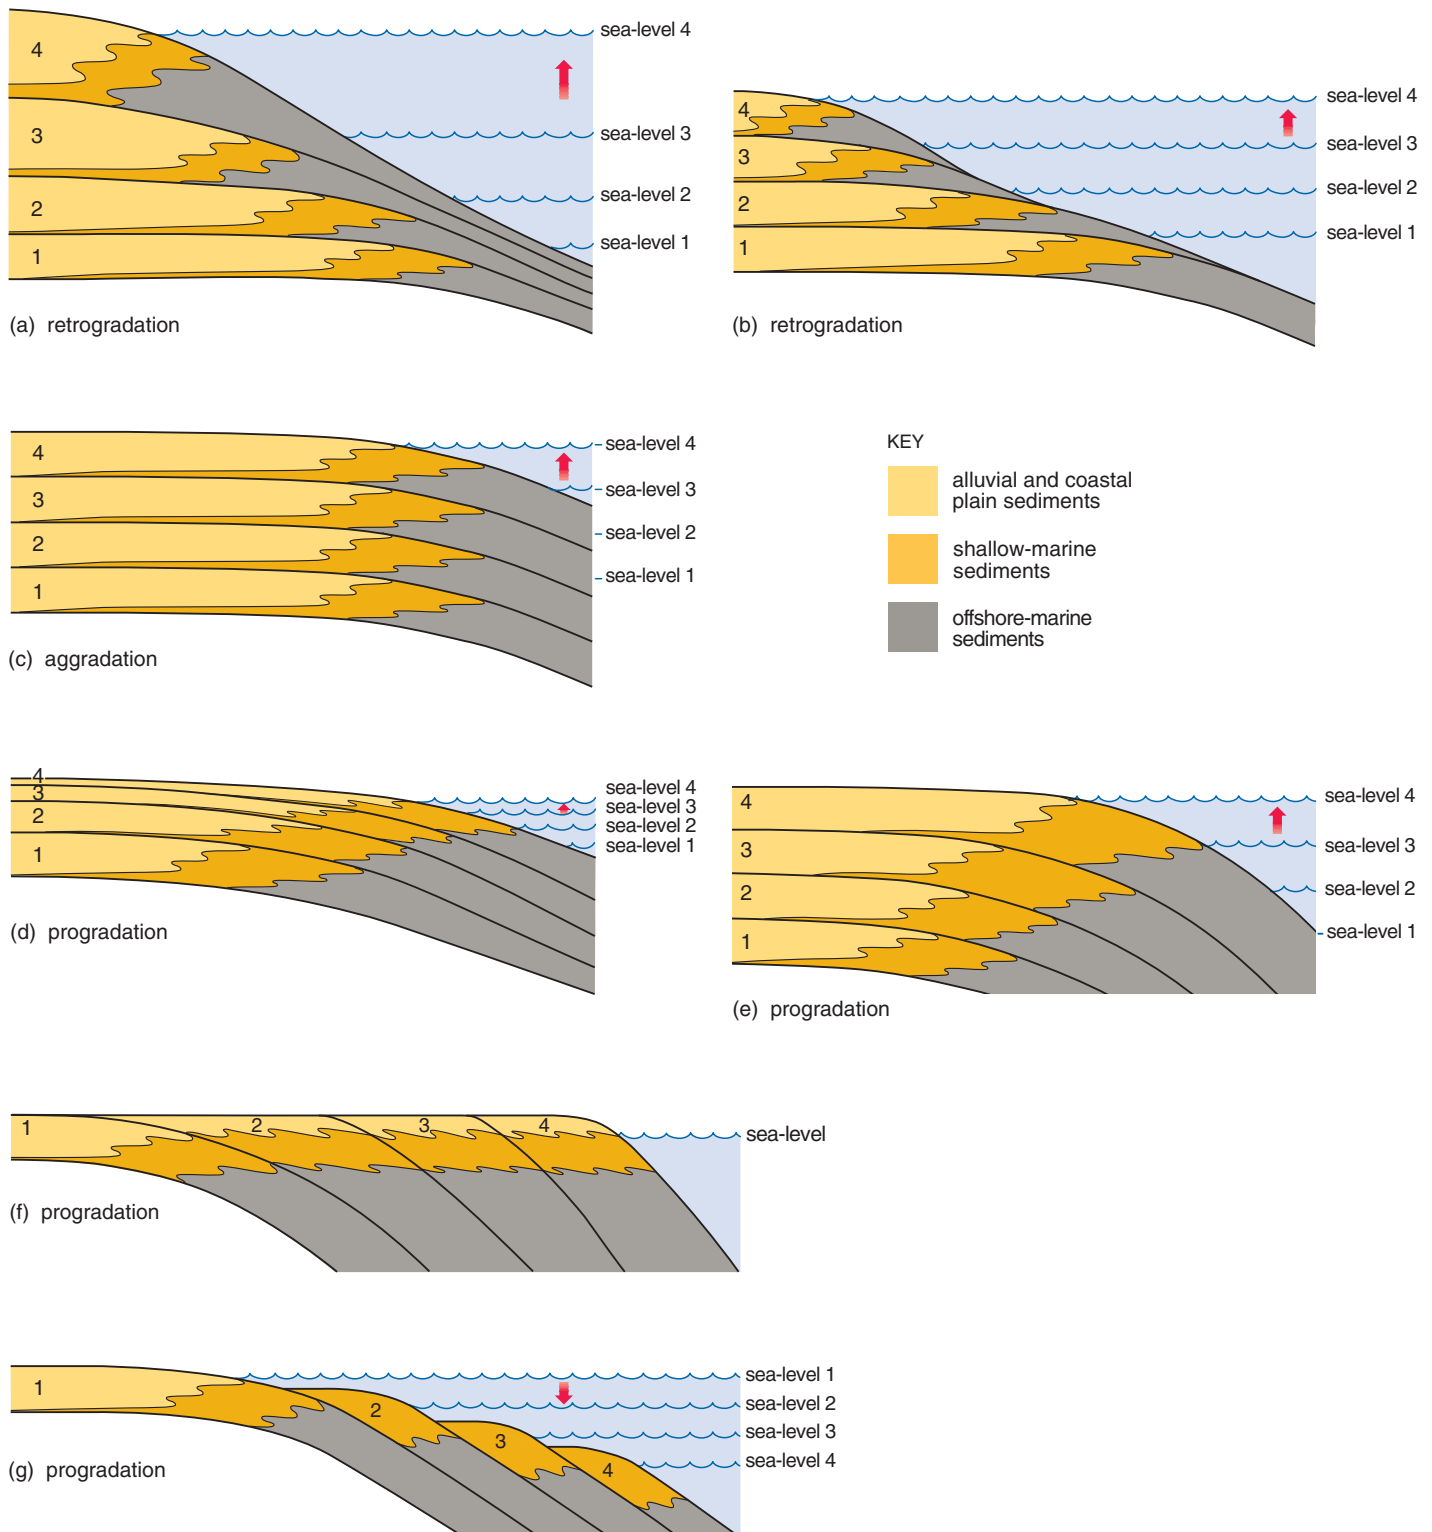 4
3
2
1
sea-level 4
sea-level 3
sea-level 2
sea-level 1
(a) retrogradation
4
3
2
1
sea-level 4
sea-level 3
sea-level 2
sea-level 1
(b) retrogradation
4
3
2
1
sea-level 4
sea-level 3
sea-level 2
sea-level 1
(c) aggradation
KEY
alluvial and coastal
plain sediments
shallow-marine
sediments
offshore-marine
sediments
4
3
2
1
sea-level 4
sea-level 3
sea-level 2
sea-level 1
(d) progradation
4
3
2
1
sea-level 4
sea-level 3
sea-level 2
sea-level 1
(e) progradation
1
2
3
4
sea-level
(f) progradation
1
2
3
4
sea-level 1
sea-level 2
sea-level 3
sea-level 4
(g) progradation